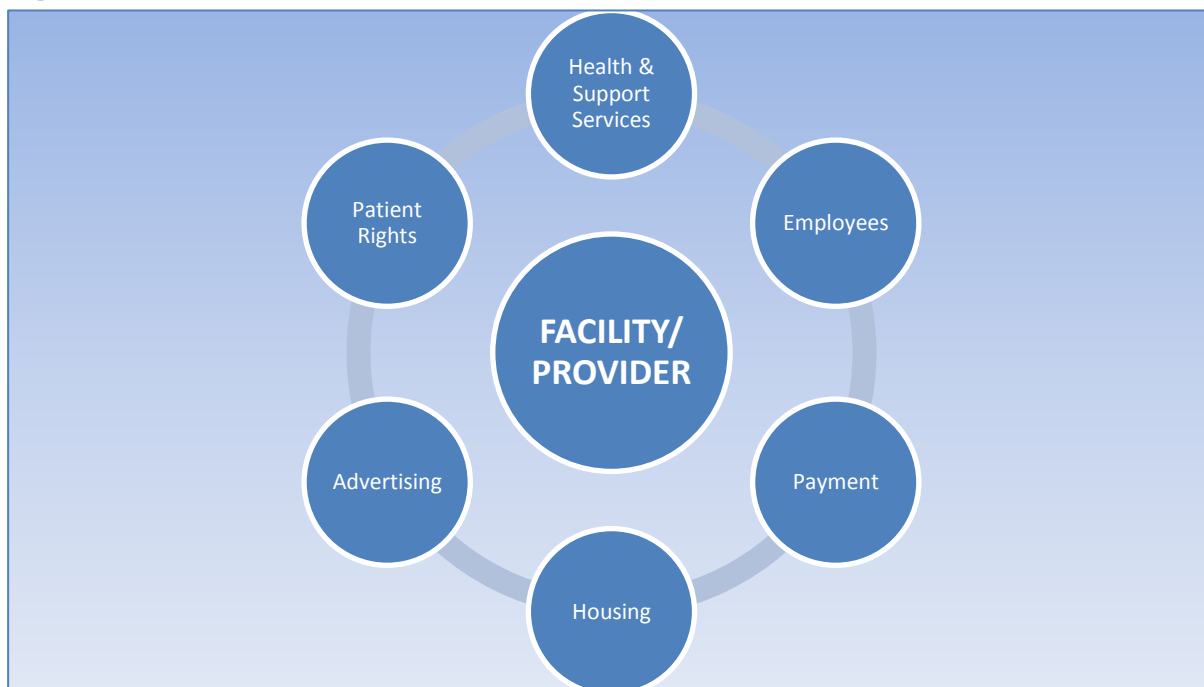 Health &
Support
Services
Patient
Rights
Employees
FACILITY/
PROVIDER
Advertising
Payment
Housing